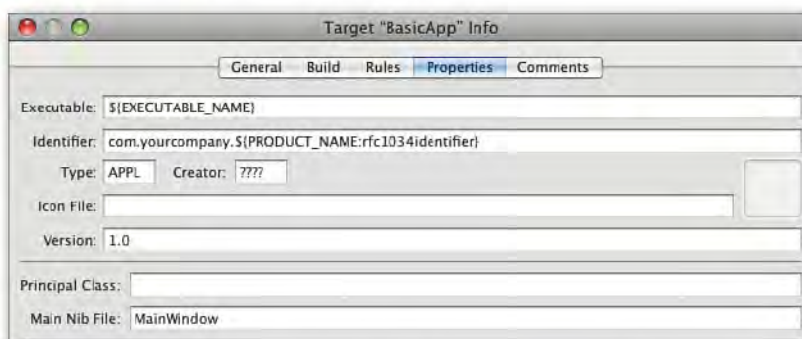 Target “BasicApp” Info
General Build Rules Properties Comments
Executable: ${EXECUTABLE_NAME}
Identifier: com.yourcompany.${PRODUCT_NAME:rfc1034identifier}
Type: APPL Creator: ????
Icon File:
Version: 1.0
Principal Class:
Main Nib File: MainWindow